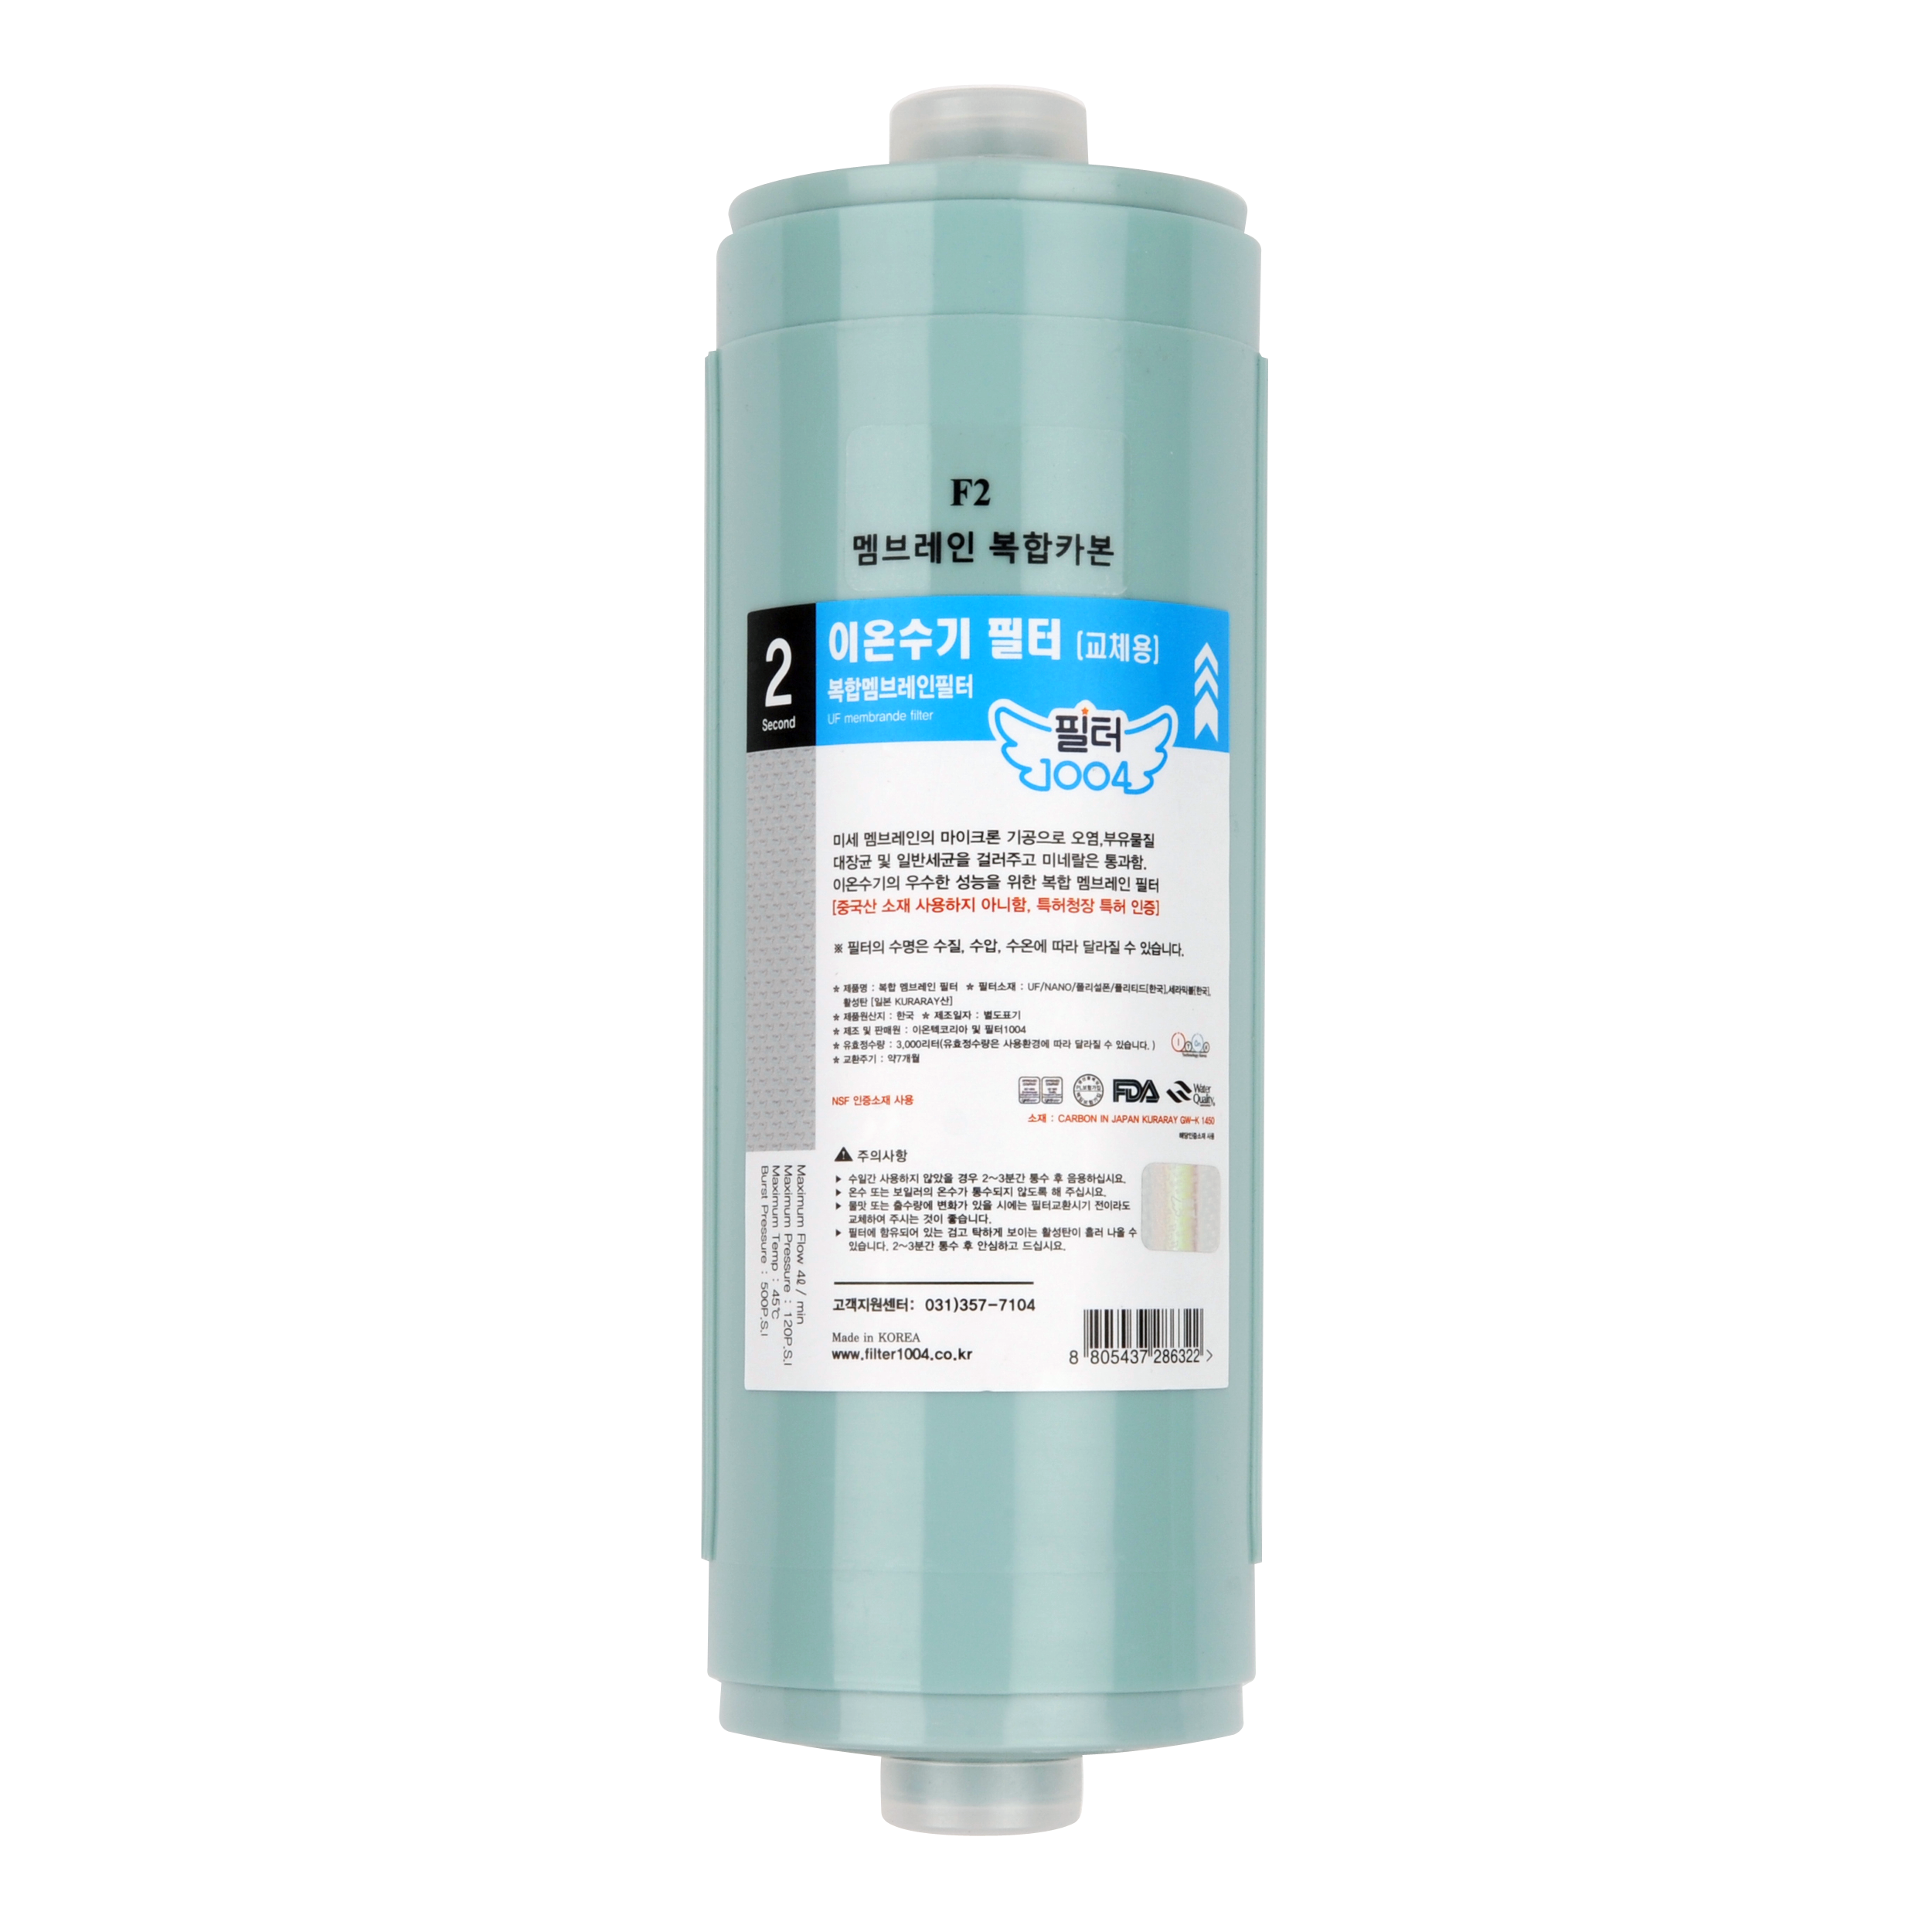 F2
멤브레인 복합카본
2
Second
이온수기 필터 [교체용]
복합멤브레인필터
UF membrande filter
필터
1004
미세 멤브레인의 마이크론 기공으로 오염,부유물질
대장균 및 일반세균을 걸러주고 미네랄은 통과함.
이온수기의 우수한 성능을 위한 복합 멤브레인 필터
[중국산 소재 사용하지 아니함, 특허청장 특허 인증]
※ 필터의 수명은 수질, 수압, 수온에 따라 달라질 수 있습니다.
★ 제품명 : 복합 멤브레인 필터 ★ 필터소재 : UF/NANO/폴리설폰/폴리티드[한국],세라믹볼[한국],
활성탄 [일본 KURARAY산]
★ 제품원산지 : 한국 ★ 제조일자 : 별도표기
★ 제조 및 판매원 : 이온텍코리아 및 필터1004
★ 유효정수량 : 3,000리터(유효정수량은 사용환경에 따라 달라질 수 있습니다. )
★ 교환주기 : 약7개월
NSF 인증소재 사용
FDA
Water
Quality
소재 : CARBON IN JAPAN KURARAY GW-K 1450
해당인증소재 사용
주의사항
▶ 수일간 사용하지 않았을 경우 2~3분간 통수 후 음용하십시요.
▶ 온수 또는 보일러의 온수가 통수되지 않도록 해 주십시요.
▶ 물맛 또는 출수량에 변화가 있을 시에는 필터교환시기 전이라도
교체하여 주시는 것이 좋습니다.
▶ 필터에 함유되어 있는 검고 탁하게 보이는 활성탄이 흘러 나올 수
있습니다. 2~3분간 통수 후 안심하고 드십시요.
고객지원센터: 031)357-7104
Made in KOREA
www.filter1004.co.kr
8 805437 286322 >
Maximum Flow 4ℓ / min
Maximum Pressure : 120P.S.I
Maximum Temp : 45℃
Burst Pressure : 500P.S.I